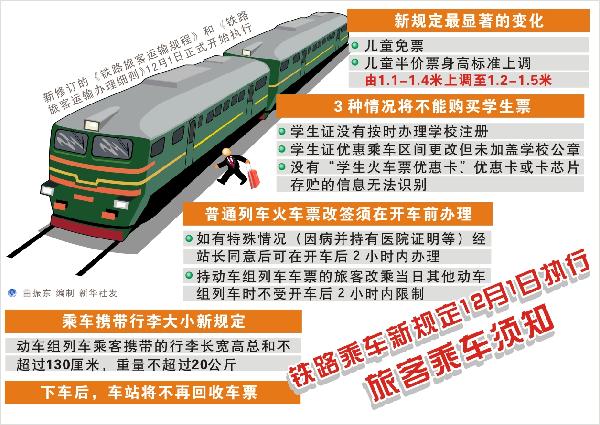 新修订的《铁路旅客运输规程》和《铁路
旅客运输办理细则》12月1日正式开始执行
新规定最显著的变化
儿童免票
儿童半价票身高标准上调
由1.1-1.4米上调至1.2-1.5米
3种情况将不能购买学生票
学生证没有按时办理学校注册
学生证优惠乘车区间更改但未加盖学校公章
没有“学生火车票优惠卡”、优惠卡或卡芯片
存贮的信息无法识别
普通列车火车票改签须在开车前办理
如有特殊情况（因病并持有医院证明等）经
站长同意后可在开车后2小时内办理
持动车组列车车票的旅客改乘当日其他动车
组列车时不受开车后2小时内限制
曲振东 编制 新华社发
乘车携带行李大小新规定
动车组列车乘客携带的行李长宽高总和不
超过130厘米，重量不超过20公斤
下车后，车站将不再回收车票
铁路乘车新规定12月1日执行
旅客乘车须知